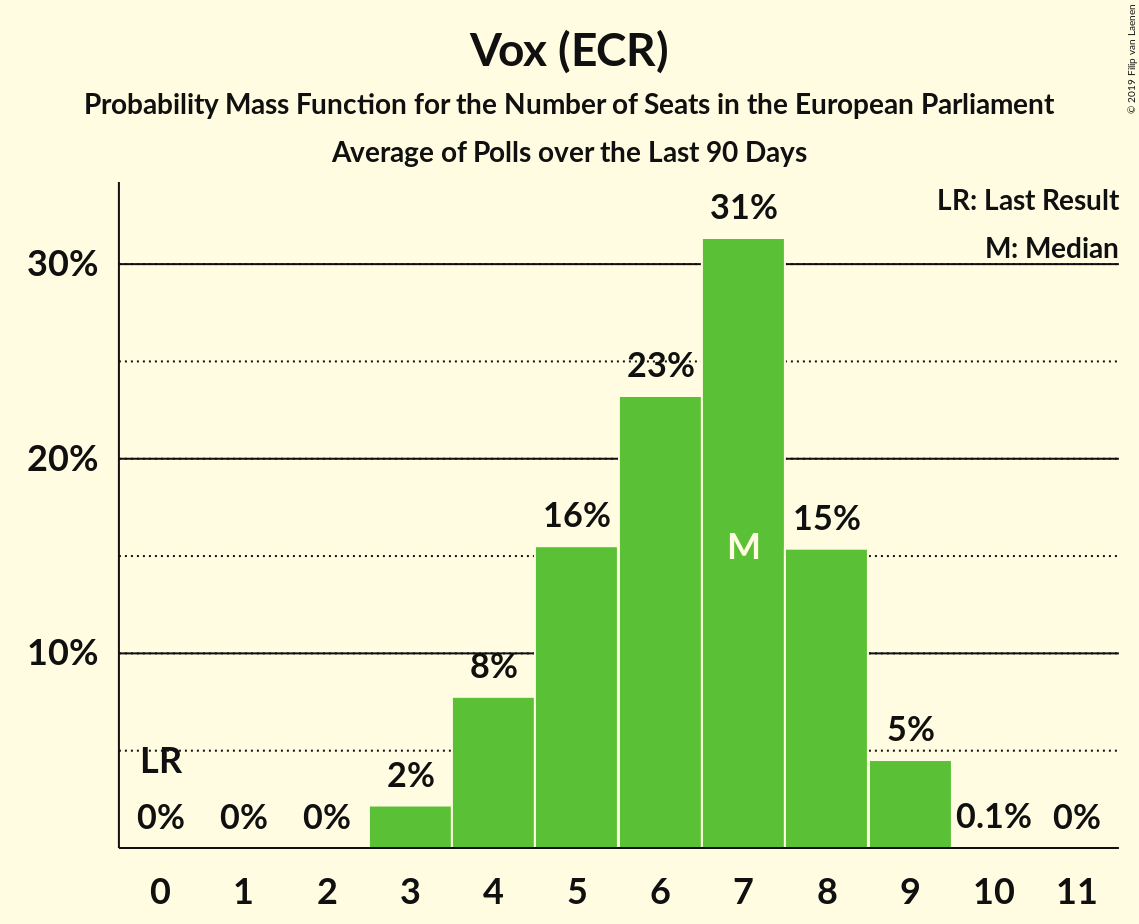 Vox (ECR)
Probability Mass Function for the Number of Seats in the European Parliament
Average of Polls over the Last 90 Days
© 2019 Filip van Laenen
LR: Last Result
M: Median
30%
20%
10%
LR
0%
0%
0%
2%
8%
16%
23%
31%
M
15%
5%
0.1%
0%
0 1 2 3 4 5 6 7 8 9 10 11